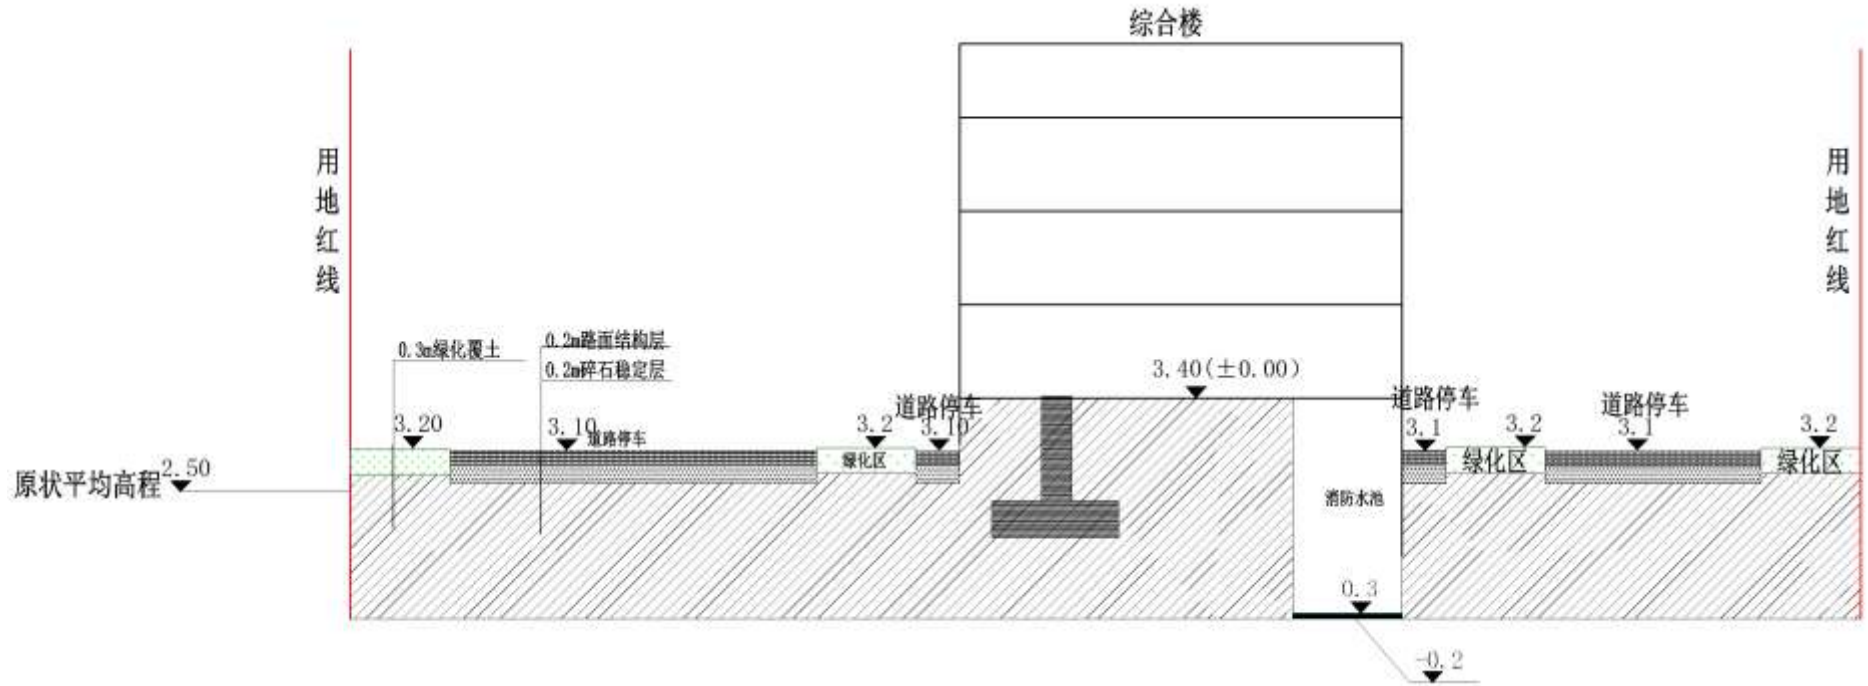 综合楼
用地红线
用地红线
0.3m绿化覆土
0.2m路面结构层
0.2m碎石稳定层
3.40(±0.00)
道路停车
道路停车
道路停车
3.20
3.10
道路停车
3.2
3.10
3.1
3.2
3.1
3.2
绿化区
绿化区
绿化区
原状平均高程
2.50
消防水池
0.3
-0.2